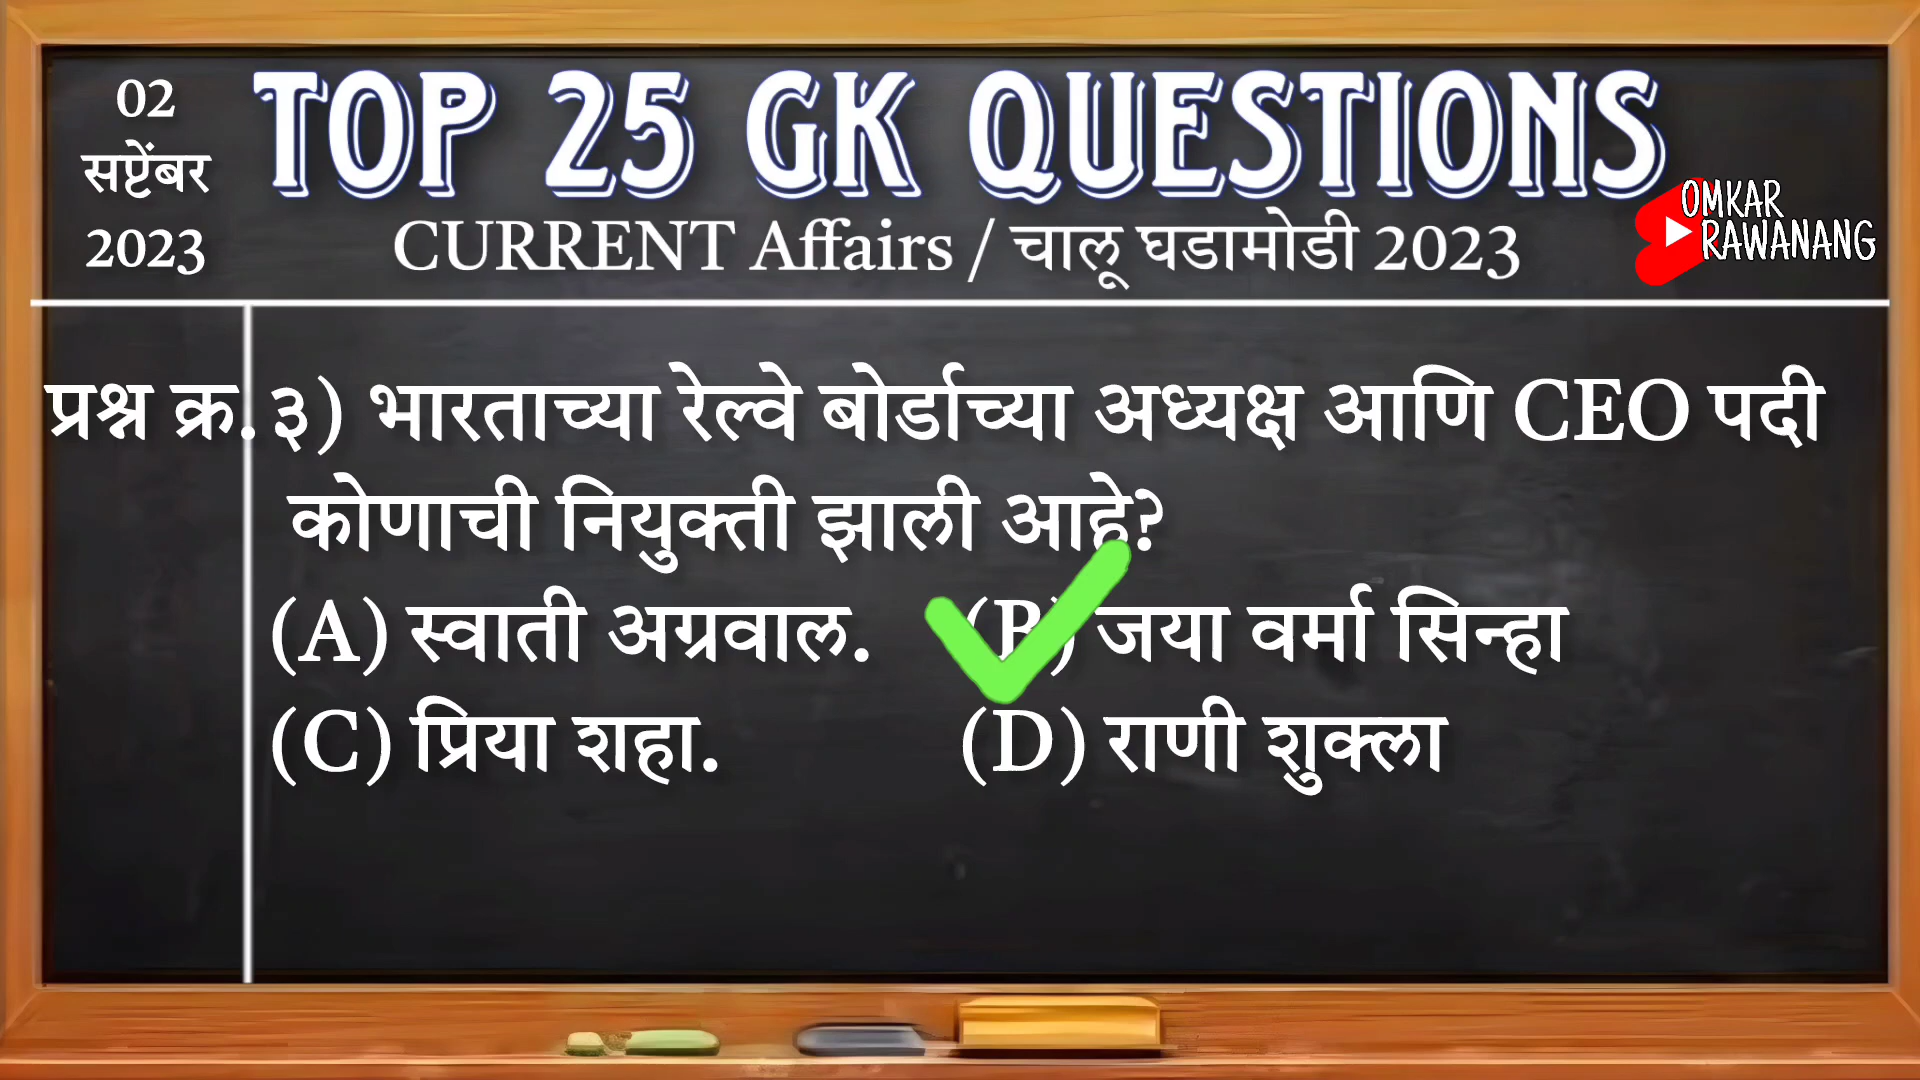 02
सप्टेंबर
2023
TOP 25 GK QUESTIONS
CURRENT Affairs / चालू घडामोडी 2023
OMKAR
RAWANANG
प्रश्न क्र.३) भारताच्या रेल्वे बोर्डाच्या अध्यक्ष आणि CEO पदी
कोणाची नियुक्ती झाली आहे?
(A) स्वाती अग्रवाल. (B) जया वर्मा सिन्हा
(C) प्रिया शहा. (D) राणी शुक्ला